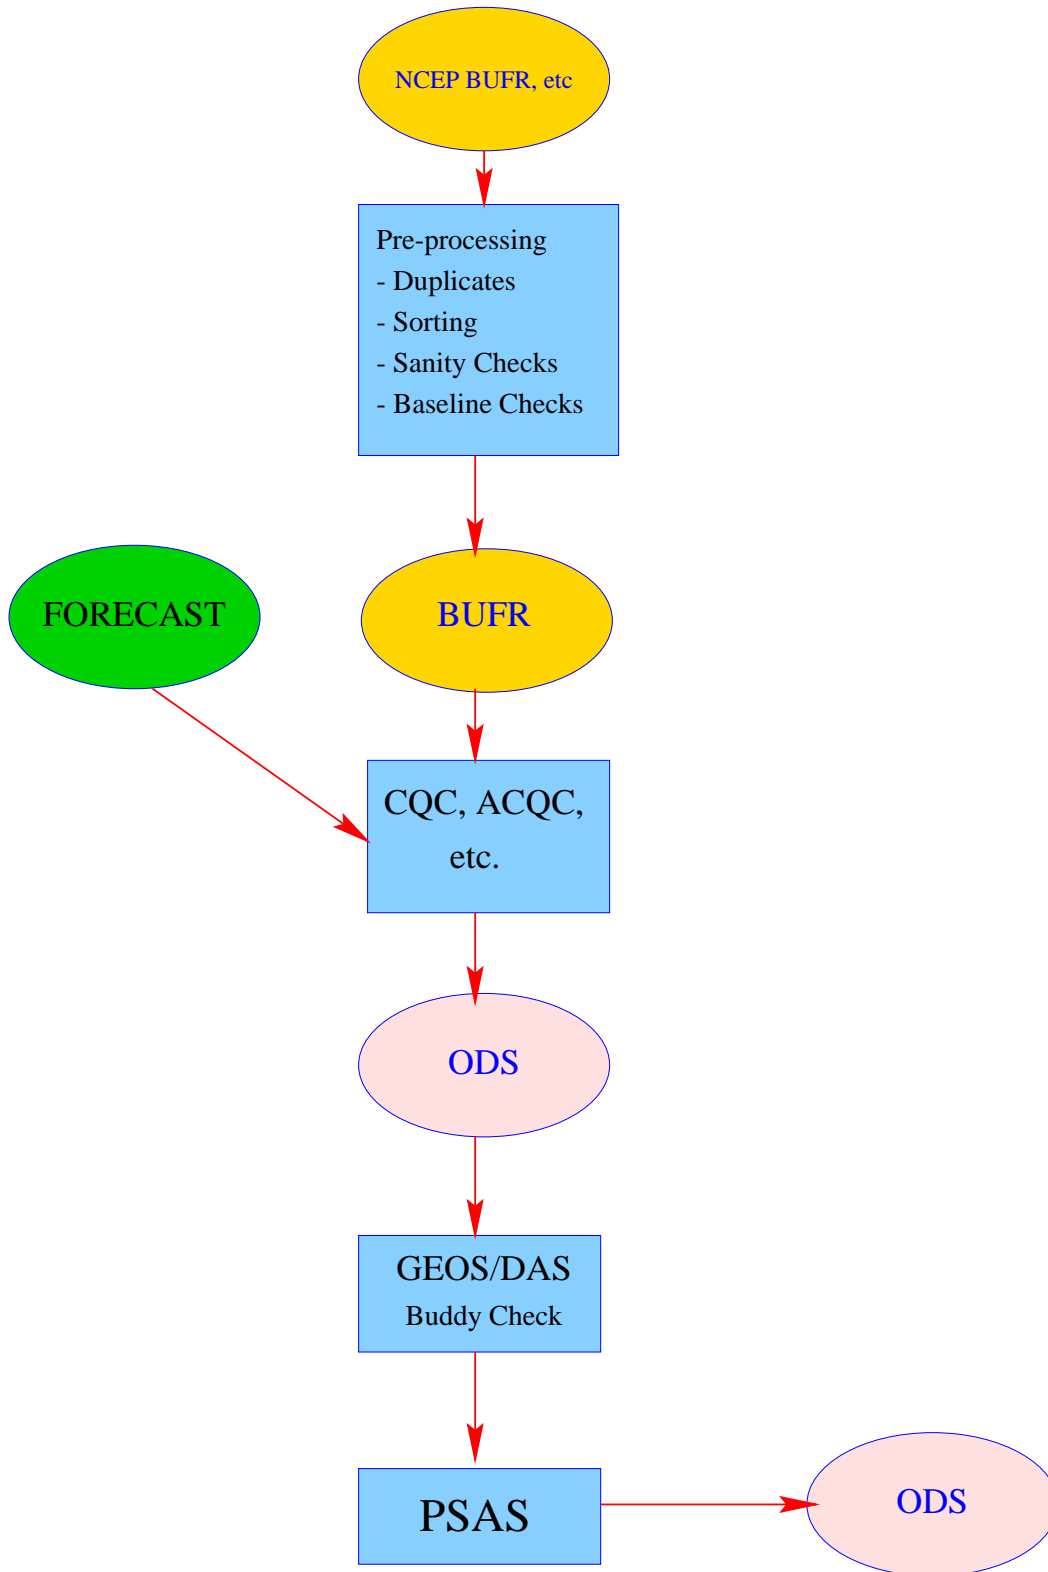 NCEP BUFR, etc
Pre-processing
- Duplicates
- Sorting
- Sanity Checks
- Baseline Checks
FORECAST
BUFR
CQC, ACQC,
etc.
ODS
GEOS/DAS
Buddy Check
PSAS
ODS